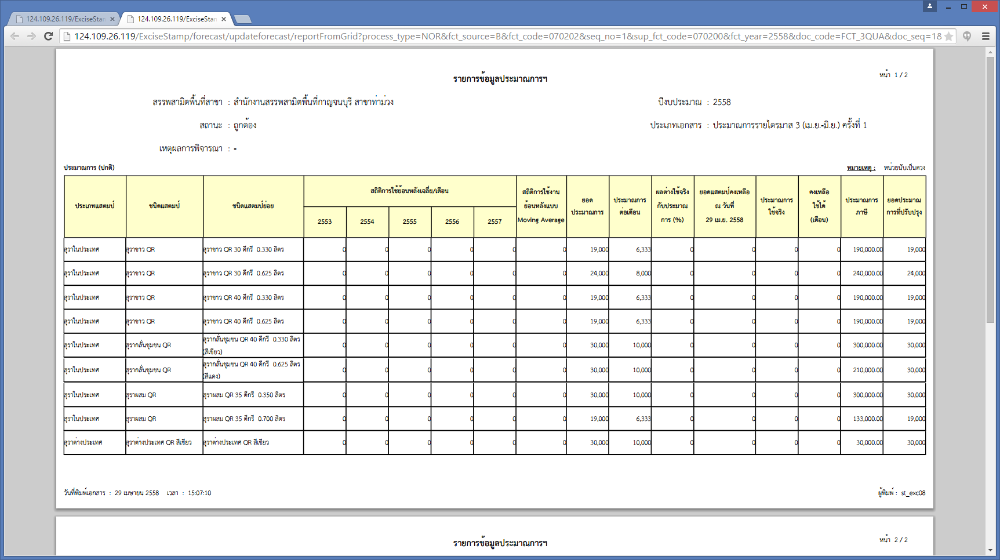 124.109.26.119/ExciseStan
124.109.26.119/ExciseStan
124.109.26.119/ExciseStamp/forecast/updateforecast/reportFromGrid?process_type=NOR&fct_source=B&fct_code=070202&seq_no=1&sup_fct_code=070200&fct_year=2558&doc_code=FCT_3QUA&doc_seq=18
หน้า 1 / 2
รายการข้อมูลประมาณการฯ
สรรพสามิตพื้นที่สาขา : สำนักงานสรรพสามิตพื้นที่กาญจนบุรี สาขาท่าม่วง ปีงบประมาณ : 2558
สถานะ : ถูกต้อง ประเภทเอกสาร : ประมาณการรายไตรมาส 3 (เม.ย.-มิ.ย.) ครั้งที่ 1
เหตุผลการพิจารณา : -
ประมาณการ (ปกติ) หมายเหตุ : หน่วยนับเป็นดวง
ประเภทแสตมป์ ชนิดแสตมป์ ชนิดแสตมป์ย่อย สถิติการใช้ย้อนหลังเฉลี่ย/เดือน 2553 2554 2555 2556 2557 สถิติการใช้งานย้อนหลังแบบ Moving Average ยอดประมาณการ ประมาณการต่อเดือน ผลต่างใช้จริงกับประมาณการ (%) ยอดแสตมป์คงเหลือ ณ วันที่ 29 เม.ย. 2558 ประมาณการใช้จริง คงเหลือใช้ได้ (เดือน) ประมาณการภาษี ยอดประมาณการที่ปรับปรุง
สุราในประเทศ สุราขาว QR สุราขาว QR 30 ดีกรี 0.330 ลิตร 0 0 0 0 0 0 19,000 6,333 0 0 0 0 190,000.00 19,000
สุราในประเทศ สุราขาว QR สุราขาว QR 30 ดีกรี 0.625 ลิตร 0 0 0 0 0 0 24,000 8,000 0 0 0 0 240,000.00 24,000
สุราในประเทศ สุราขาว QR สุราขาว QR 40 ดีกรี 0.330 ลิตร 0 0 0 0 0 0 19,000 6,333 0 0 0 0 190,000.00 19,000
สุราในประเทศ สุราขาว QR สุราขาว QR 40 ดีกรี 0.625 ลิตร 0 0 0 0 0 0 19,000 6,333 0 0 0 0 190,000.00 19,000
สุราในประเทศ สุรากลั่นชุมชน QR สุรากลั่นชุมชน QR 40 ดีกรี 0.330 ลิตร (สีเขียว) 0 0 0 0 0 0 30,000 10,000 0 0 0 0 300,000.00 30,000
สุราในประเทศ สุรากลั่นชุมชน QR สุรากลั่นชุมชน QR 40 ดีกรี 0.625 ลิตร (สีแดง) 0 0 0 0 0 0 30,000 10,000 0 0 0 0 210,000.00 30,000
สุราในประเทศ สุราผสม QR สุราผสม QR 35 ดีกรี 0.350 ลิตร 0 0 0 0 0 0 30,000 10,000 0 0 0 0 300,000.00 30,000
สุราในประเทศ สุราผสม QR สุราผสม QR 35 ดีกรี 0.700 ลิตร 0 0 0 0 0 0 19,000 6,333 0 0 0 0 133,000.00 19,000
สุราต่างประเทศ สุราต่างประเทศ QR สีเขียว สุราต่างประเทศ QR สีเขียว 0 0 0 0 0 0 30,000 10,000 0 0 0 0 30,000.00 30,000
วันที่พิมพ์เอกสาร : 29 เมษายน 2558 เวลา : 15:07:10 ผู้พิมพ์ : st_exc08
หน้า 2 / 2
รายการข้อมูลประมาณการฯ